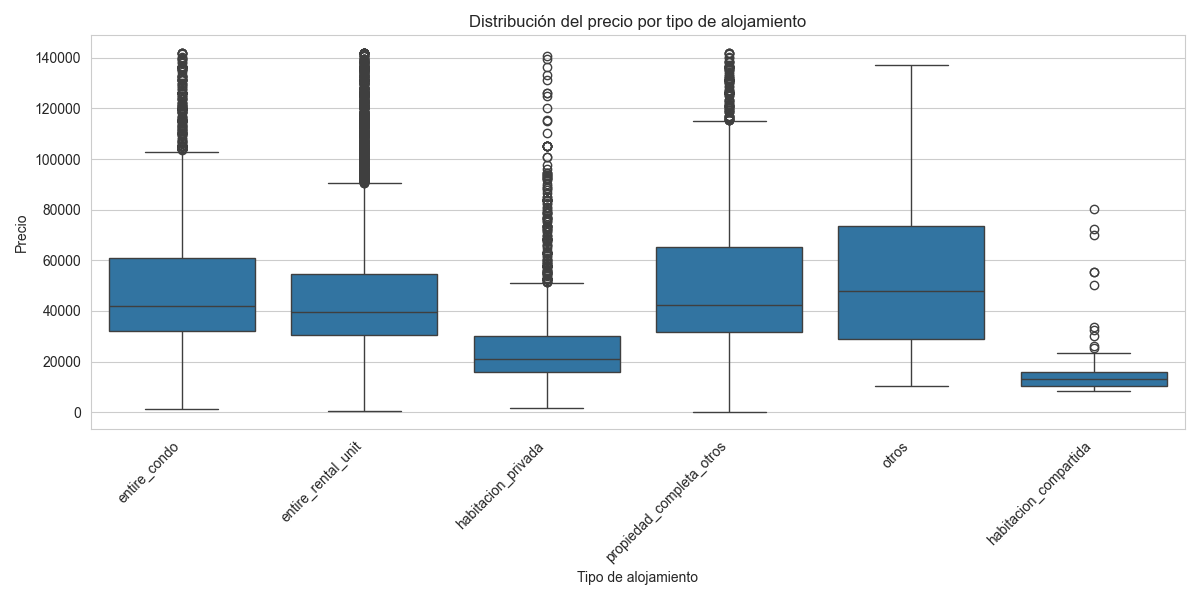 Distribución del precio por tipo de alojamiento
Precio
140000
120000
100000
80000
60000
40000
20000
0
entire_condo
entire_rental_unit
habitacion_privada
propiedad_completa_otros
otros
habitacion_compartida
Tipo de alojamiento